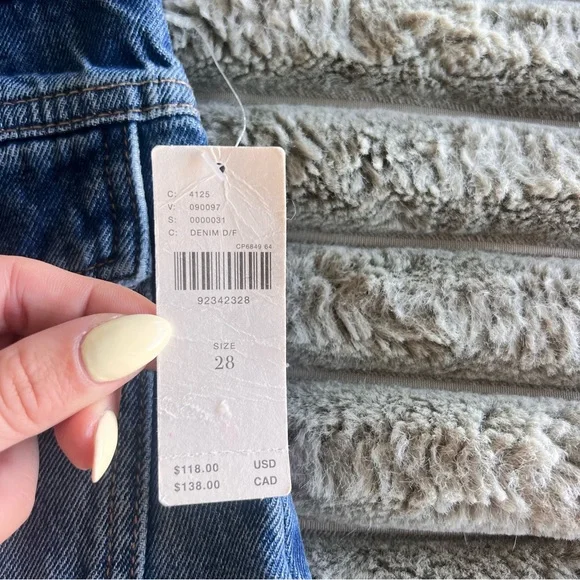 C: 4125
V: 090097
S: 0000031
C: DENIM D/F
CP6849 64
92342328
SIZE
28
$118.00 USD
$138.00 CAD